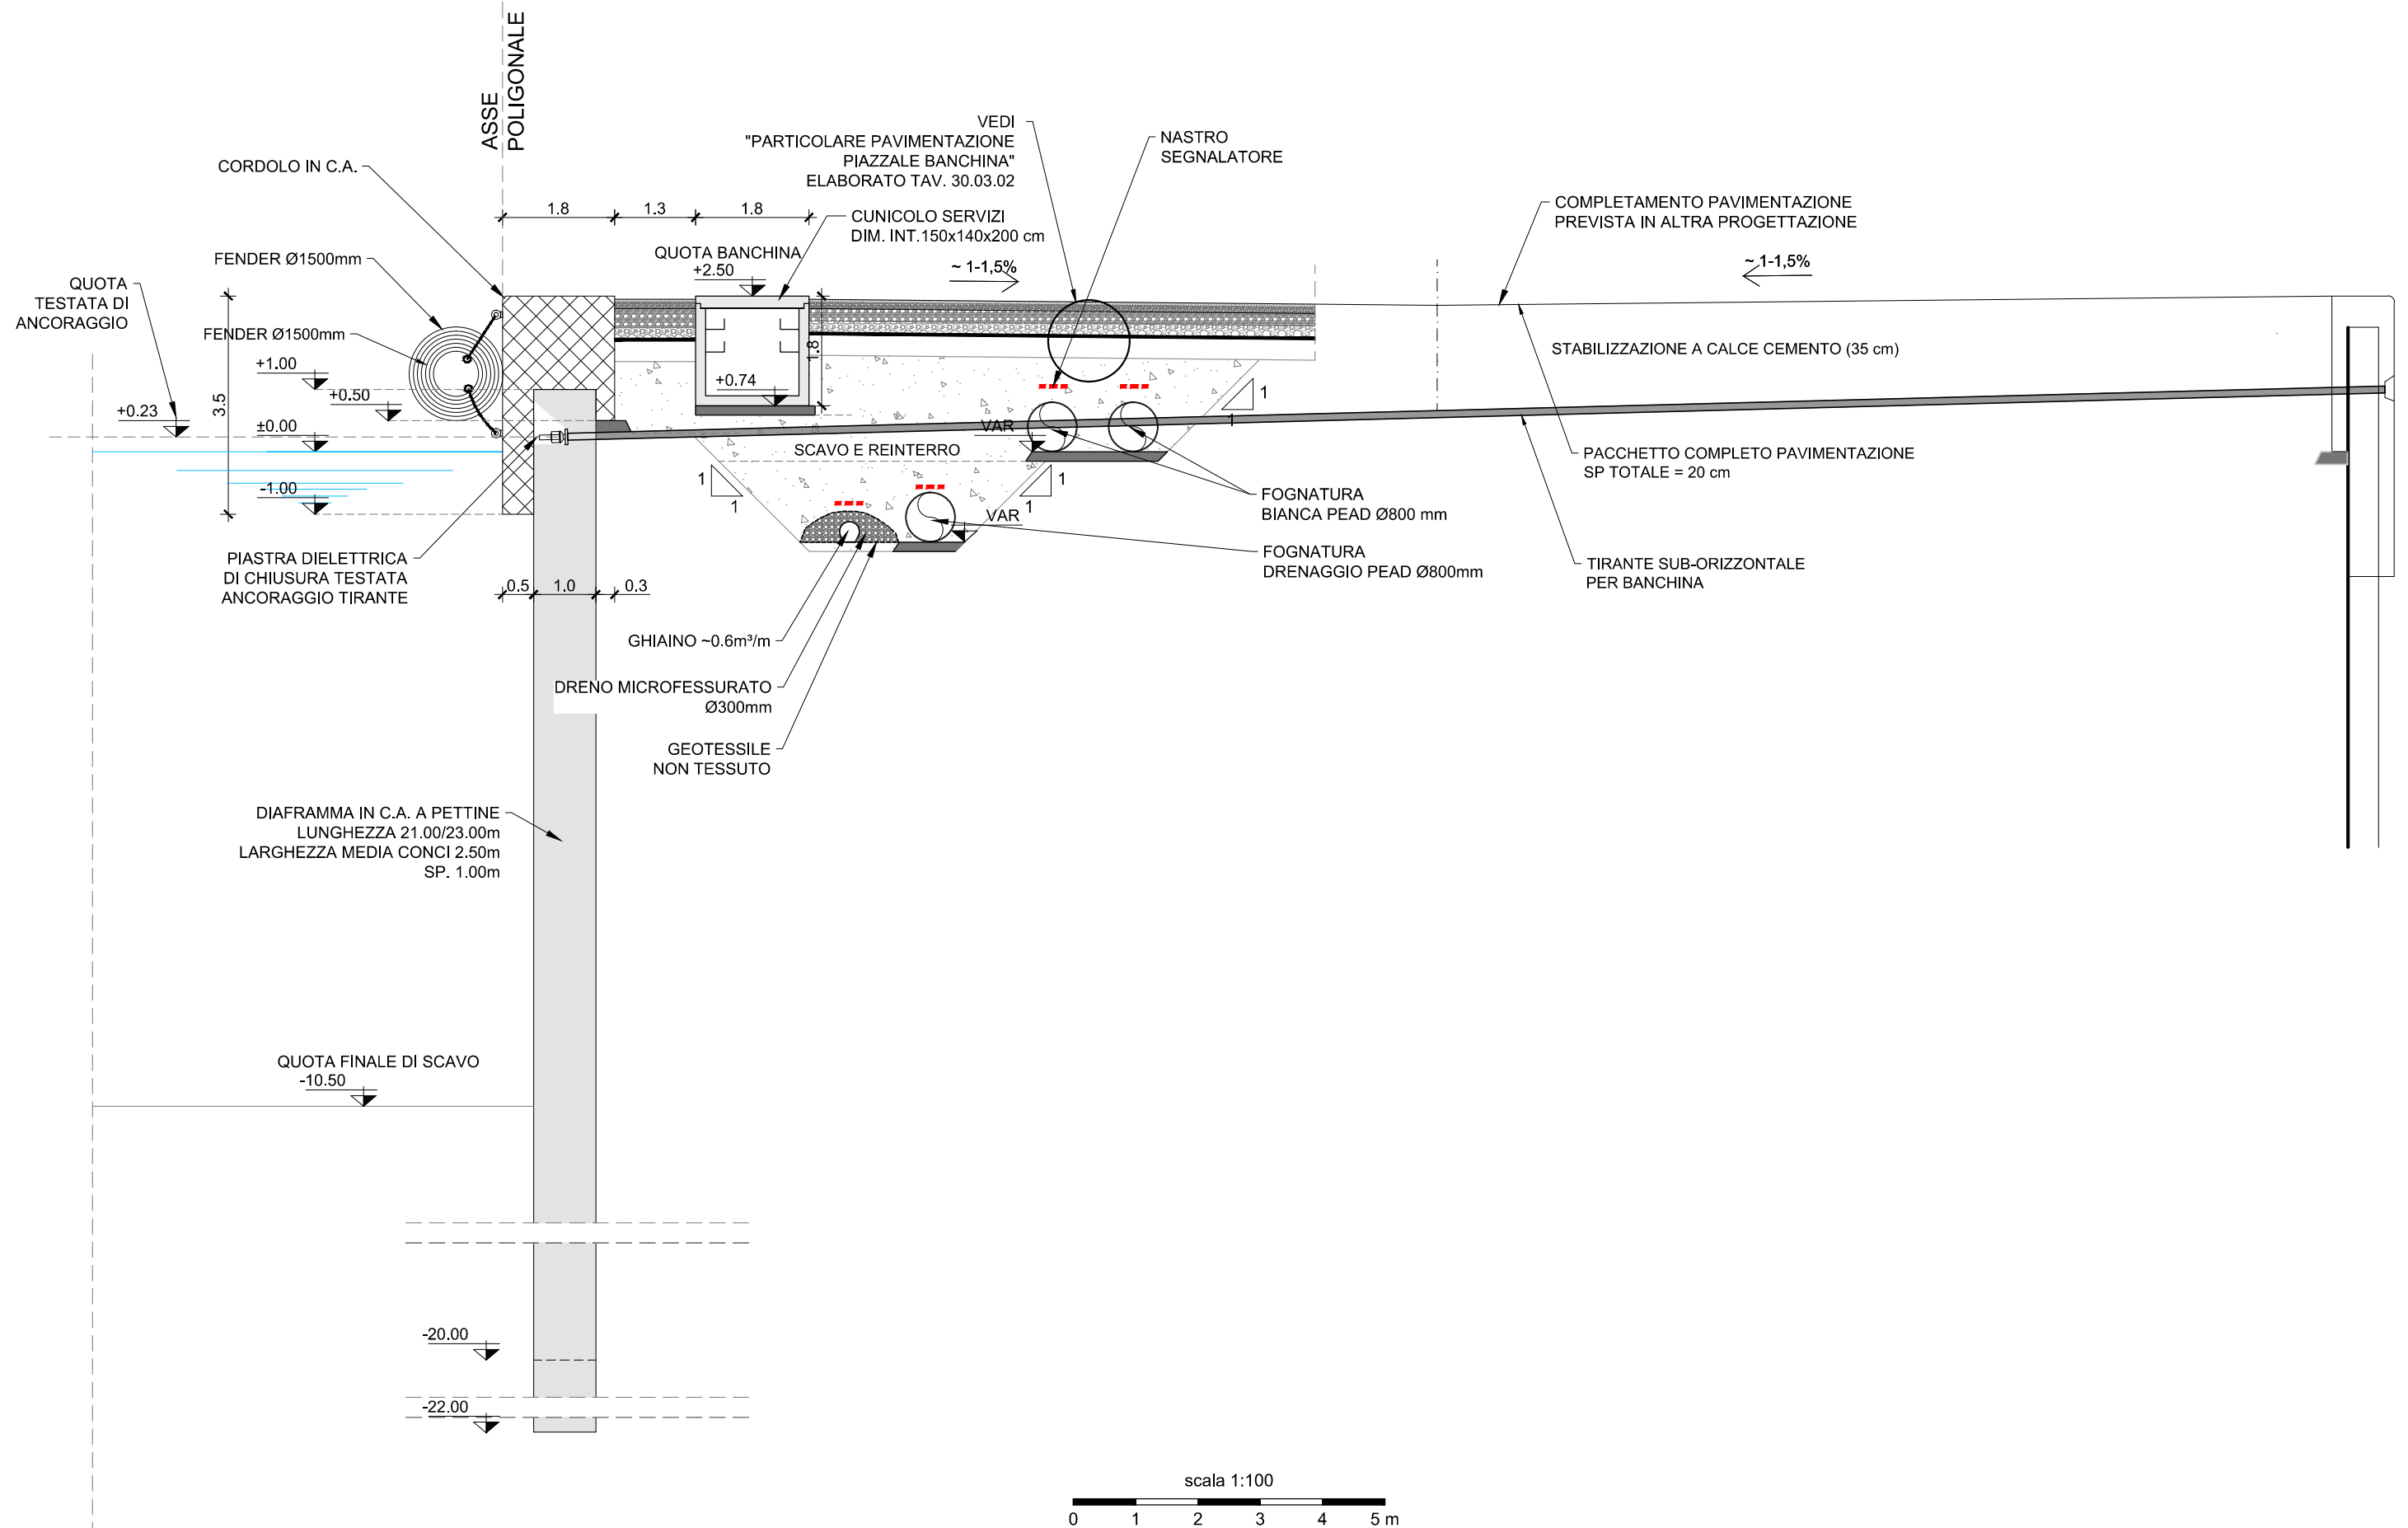 ASSE
POLIGONALE
CORDOLO IN C.A.
FENDER Ø1500mm
QUOTA
TESTATA DI
ANCORAGGIO
FENDER Ø1500mm
1.8
1.3
1.8
QUOTA BANCHINA
+2.50
VEDI
"PARTICOLARE PAVIMENTAZIONE
PIAZZALE BANCHINA"
ELABORATO TAV. 30.03.02
NASTRO
SEGNALATORE
CUNICOLO SERVIZI
DIM. INT.150x140x200 cm
~ 1-1,5%
COMPLETAMENTO PAVIMENTAZIONE
PREVISTA IN ALTRA PROGETTAZIONE
~ 1-1,5%
STABILIZZAZIONE A CALCE CEMENTO (35 cm)
+1.00
+0.50
+0.23
±0.00
-1.00
3.5
+0.74
1.8
VAR
SCAVO E REINTERRO
1
1
1
1
1
1
VAR
PACCHETTO COMPLETO PAVIMENTAZIONE
SP TOTALE = 20 cm
FOGNATURA
BIANCA PEAD Ø800 mm
FOGNATURA
DRENAGGIO PEAD Ø800mm
TIRANTE SUB-ORIZZONTALE
PER BANCHINA
PIASTRA DIELETTRICA
DI CHIUSURA TESTATA
ANCORAGGIO TIRANTE
0.5
1.0
0.3
GHIAINO ~0.6m³/m
DRENO MICROFESSURATO
Ø300mm
GEOTESSILE
NON TESSUTO
DIAFRAMMA IN C.A. A PETTINE
LUNGHEZZA 21.00/23.00m
LARGHEZZA MEDIA CONCI 2.50m
SP. 1.00m
QUOTA FINALE DI SCAVO
-10.50
-20.00
-22.00
scala 1:100
0 1 2 3 4 5 m